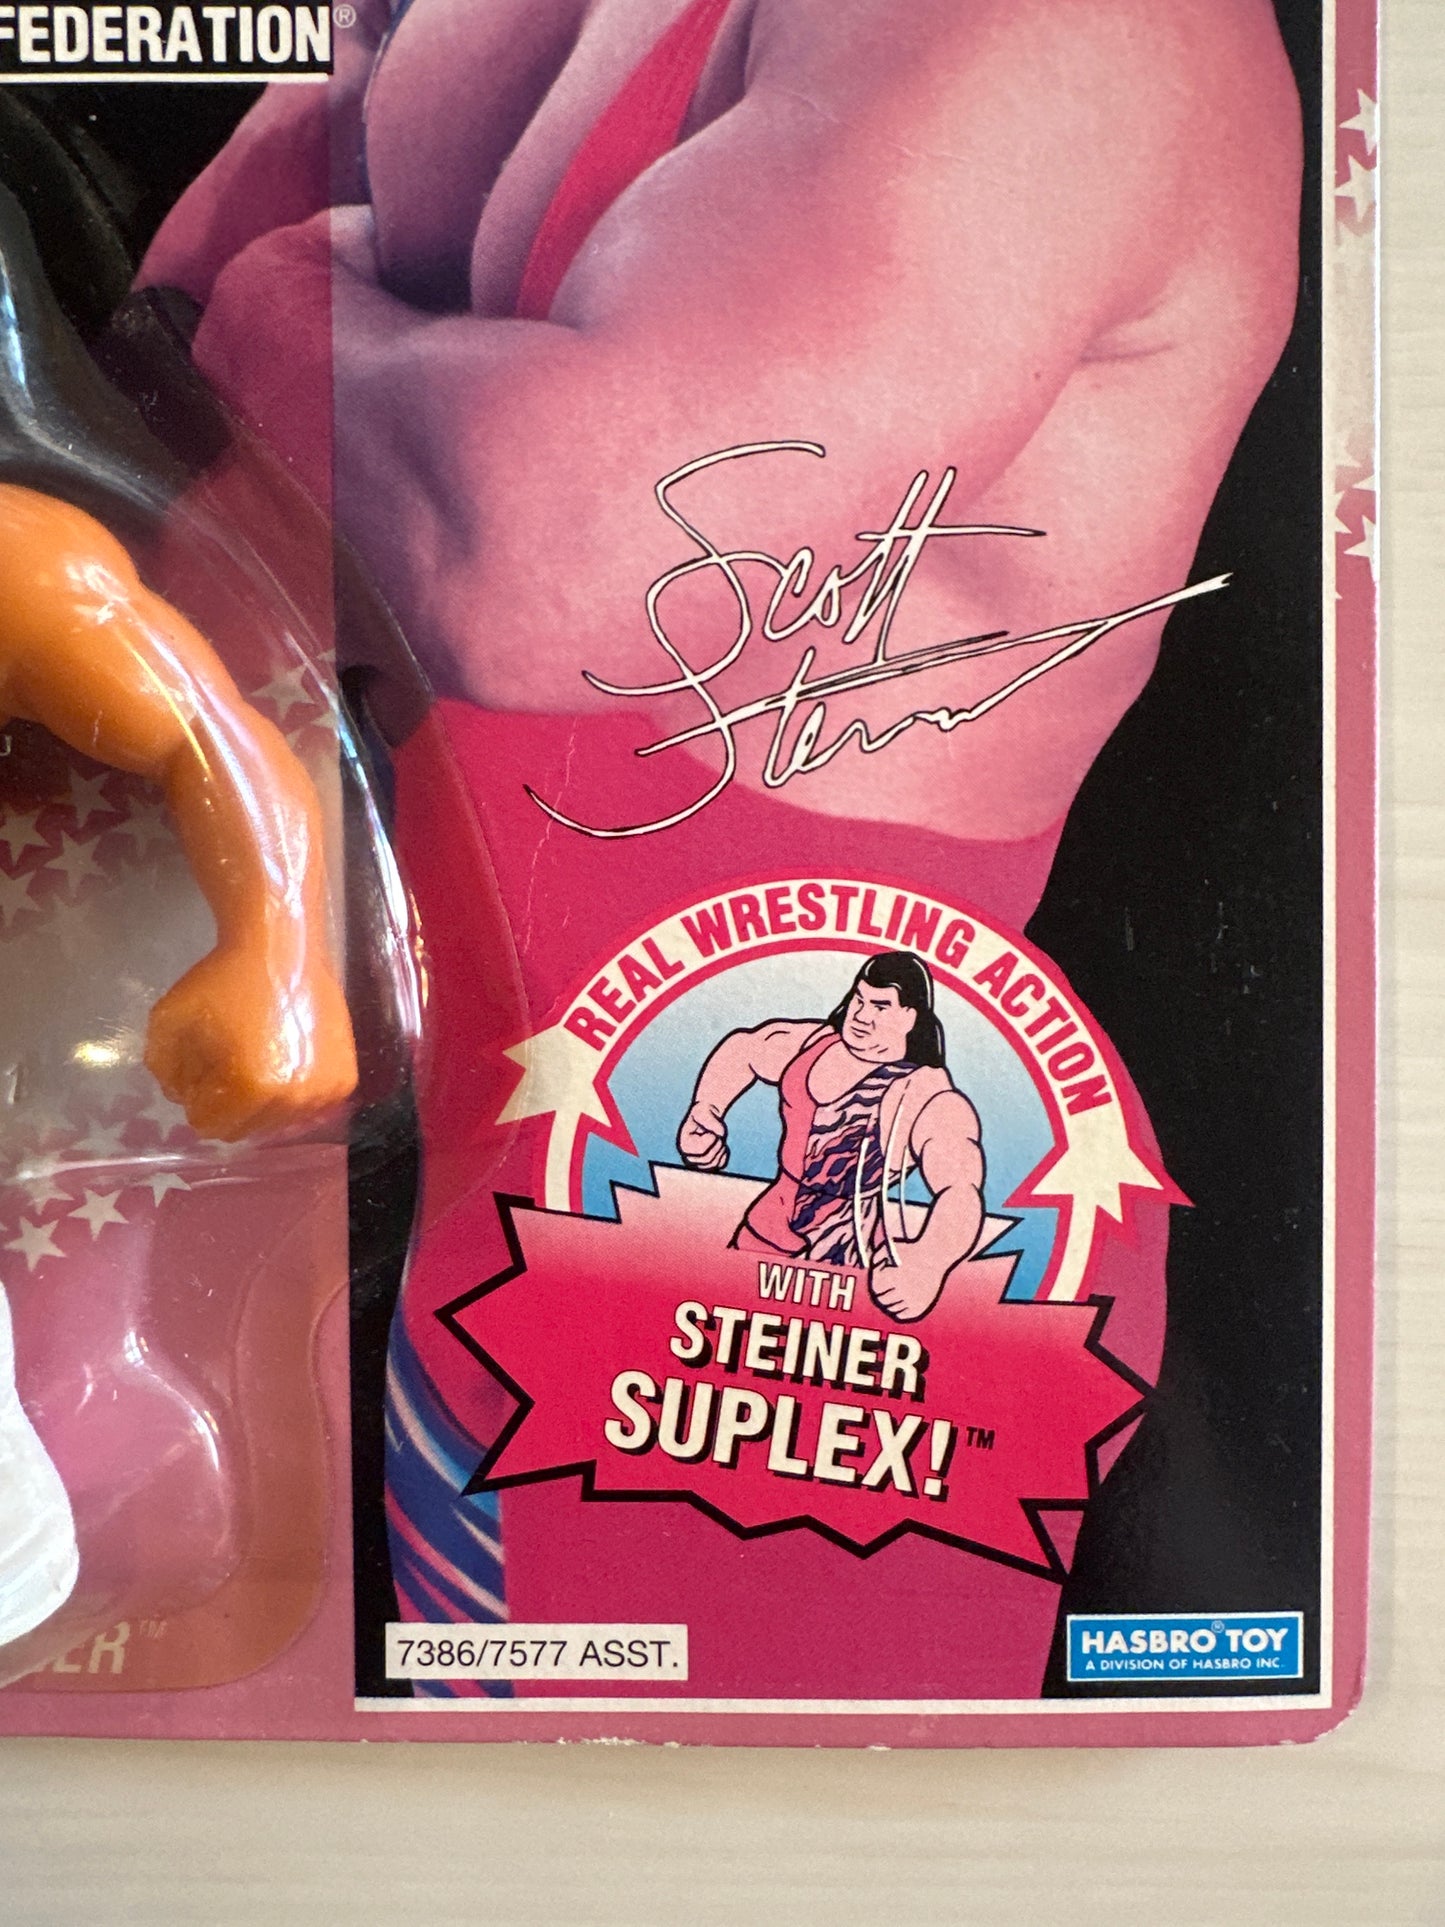 FEDERATION®
Scott
Steiner
REAL WRESTLING ACTION
WITH
STEINER
SUPLEX!™
7386/7577 ASST.
HASBRO® TOY
A DIVISION OF HASBRO INC.